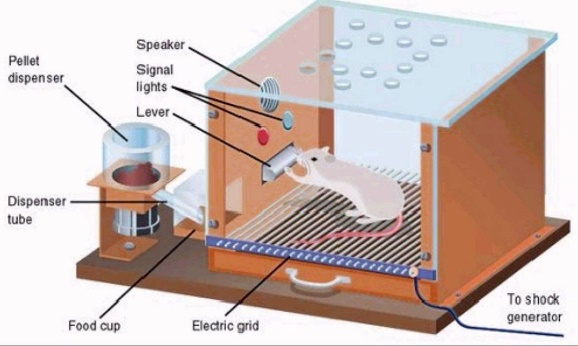 Speaker
Pellet
dispenser
Signal
lights
Lever
Dispenser
tube
Food cup
Electric grid
To shock
generator